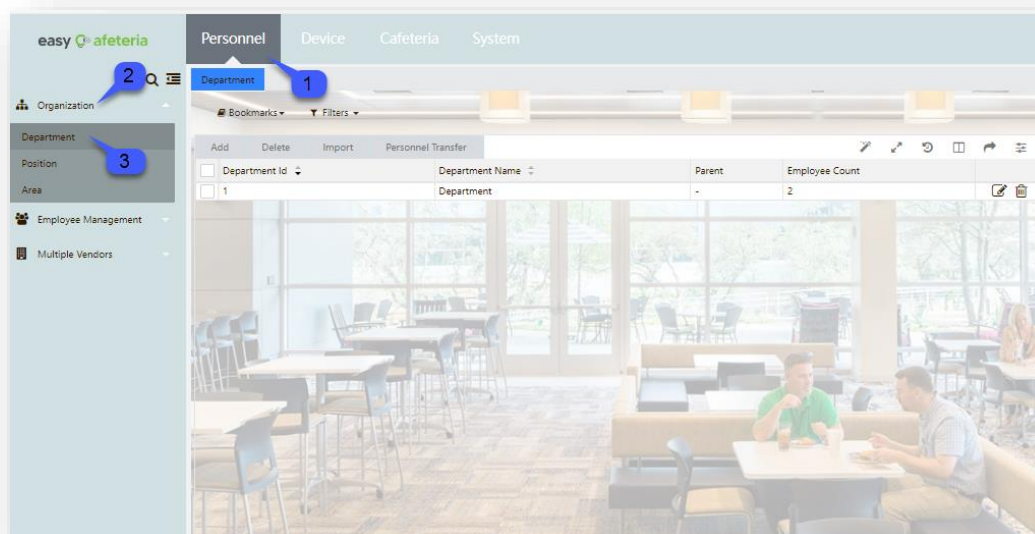 easy Cafeteria
Personnel Device Cafeteria System
2
Department
1
Organization
Bookmarks Filters
Department
3
Add Delete Import Personnel Transfer
Position
Department Id Department Name Parent Employee Count
Area
1 Department - 2
Employee Management
Multiple Vendors